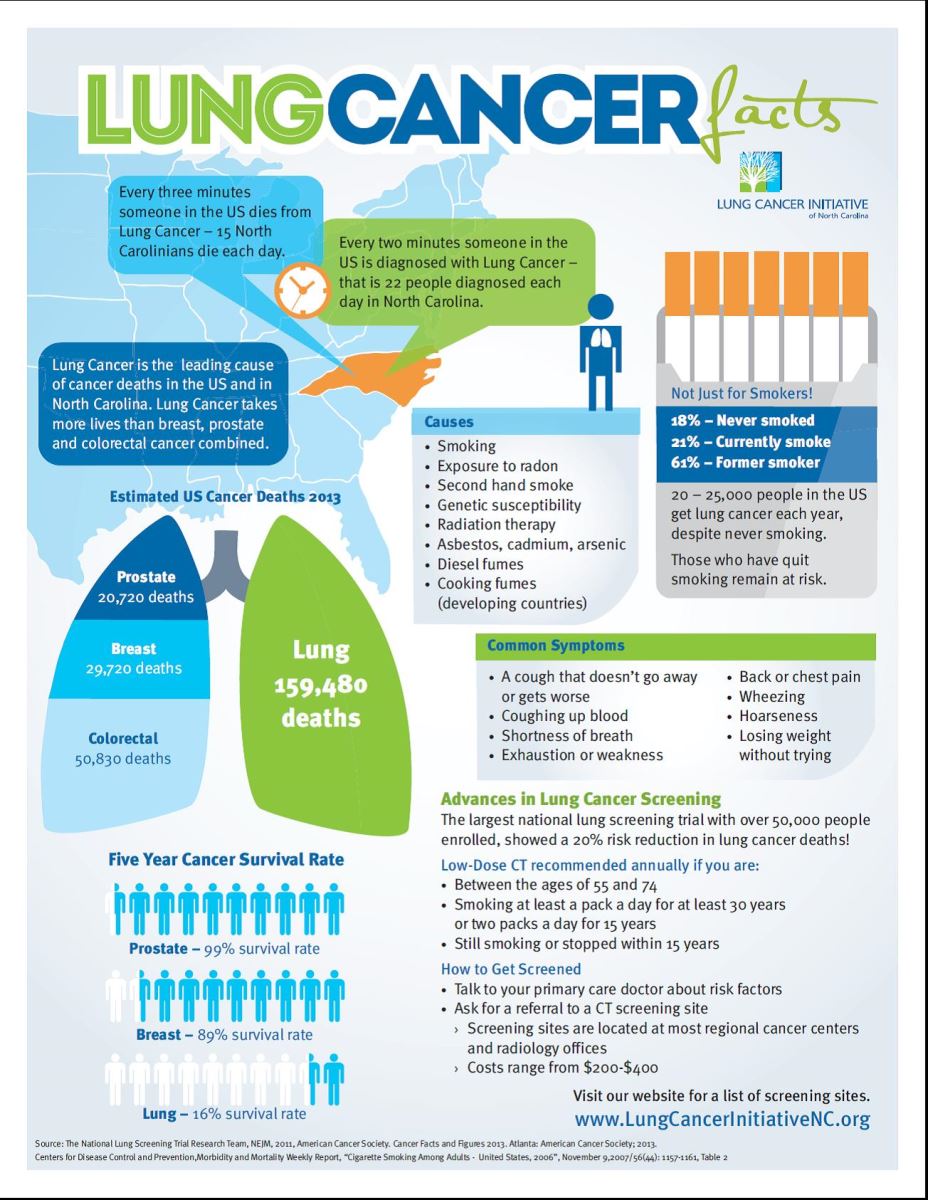 LUNG CANCER facts
LUNG CANCER INITIATIVE
of North Carolina
Every three minutes
someone in the US dies from
Lung Cancer – 15 North
Carolinians die each day.
Every two minutes someone in the
US is diagnosed with Lung Cancer –
that is 22 people diagnosed each
day in North Carolina.
Lung Cancer is the leading cause
of cancer deaths in the US and in
North Carolina. Lung Cancer takes
more lives than breast, prostate
and colorectal cancer combined.
Causes
• Smoking
• Exposure to radon
• Second hand smoke
• Genetic susceptibility
• Radiation therapy
• Asbestos, cadmium, arsenic
• Diesel fumes
• Cooking fumes
(developing countries)
Not Just for Smokers!
18% – Never smoked
21% – Currently smoke
61% – Former smoker
20 – 25,000 people in the US
get lung cancer each year,
despite never smoking.
Those who have quit
smoking remain at risk.
Estimated US Cancer Deaths 2013
Prostate
20,720 deaths
Breast
29,720 deaths
Colorectal
50,830 deaths
Lung
159,480
deaths
Common Symptoms
• A cough that doesn't go away
or gets worse
• Coughing up blood
• Shortness of breath
• Exhaustion or weakness
• Back or chest pain
• Wheezing
• Hoarseness
• Losing weight
without trying
Five Year Cancer Survival Rate
Prostate – 99% survival rate
Breast – 89% survival rate
Lung – 16% survival rate
Advances in Lung Cancer Screening
The largest national lung screening trial with over 50,000 people
enrolled, showed a 20% risk reduction in lung cancer deaths!
Low-Dose CT recommended annually if you are:
• Between the ages of 55 and 74
• Smoking at least a pack a day for at least 30 years
or two packs a day for 15 years
• Still smoking or stopped within 15 years
How to Get Screened
• Talk to your primary care doctor about risk factors
• Ask for a referral to a CT screening site
› Screening sites are located at most regional cancer centers
and radiology offices
› Costs range from $200-$400
Visit our website for a list of screening sites.
www.LungCancerInitiativeNC.org
Source: The National Lung Screening Trial Research Team, NEJM, 2011, American Cancer Society. Cancer Facts and Figures 2013. Atlanta: American Cancer Society; 2013.
Centers for Disease Control and Prevention,Morbidity and Mortality Weekly Report, "Cigarette Smoking Among Adults - United States, 2006", November 9,2007/56(44): 1157-1161, Table 2